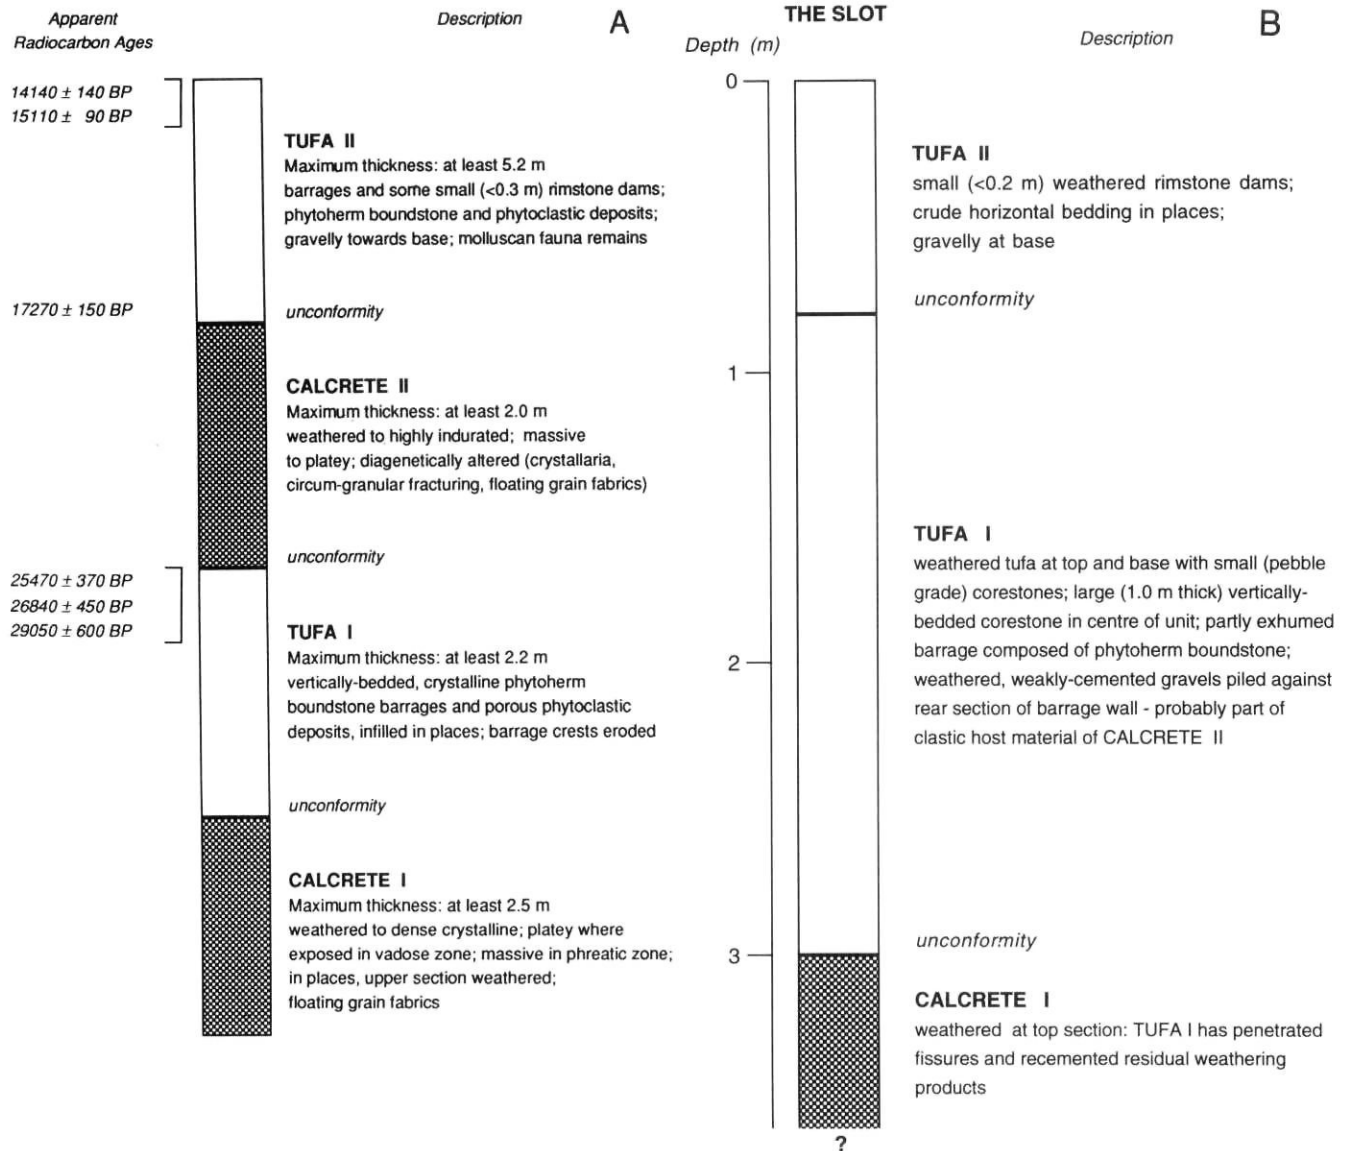 Apparent
Radiocarbon Ages
Description
A
14140 ± 140 BP
15110 ± 90 BP
TUFA II
Maximum thickness: at least 5.2 m
barrages and some small (<0.3 m) rimstone dams;
phytoherm boundstone and phytoclastic deposits;
gravelly towards base; molluscan fauna remains
17270 ± 150 BP
unconformity
CALCRETE II
Maximum thickness: at least 2.0 m
weathered to highly indurated; massive
to platey; diagenetically altered (crystallaria,
circum-granular fracturing, floating grain fabrics)
unconformity
25470 ± 370 BP
26840 ± 450 BP
29050 ± 600 BP
TUFA I
Maximum thickness: at least 2.2 m
vertically-bedded, crystalline phytoherm
boundstone barrages and porous phytoclastic
deposits, infilled in places; barrage crests eroded
unconformity
CALCRETE I
Maximum thickness: at least 2.5 m
weathered to dense crystalline; platey where
exposed in vadose zone; massive in phreatic zone;
in places, upper section weathered;
floating grain fabrics
THE SLOT
Depth (m)
Description
B
0
TUFA II
small (<0.2 m) weathered rimstone dams;
crude horizontal bedding in places;
gravelly at base
unconformity
1
TUFA I
weathered tufa at top and base with small (pebble
grade) corestones; large (1.0 m thick) vertically-
bedded corestone in centre of unit; partly exhumed
barrage composed of phytoherm boundstone;
weathered, weakly-cemented gravels piled against
rear section of barrage wall - probably part of
clastic host material of CALCRETE II
2
unconformity
3
CALCRETE I
weathered at top section: TUFA I has penetrated
fissures and recemented residual weathering
products
?